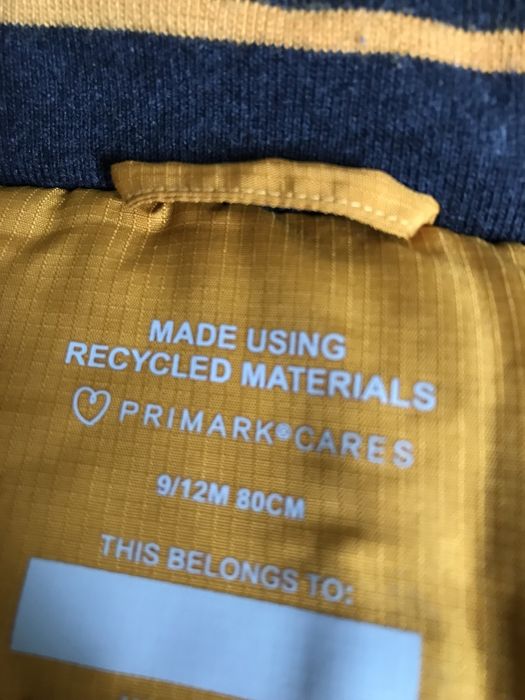 MADE USING
RECYCLED MATERIALS
PRIMARK®CARES
9/12M 80CM
THIS BELONGS TO: